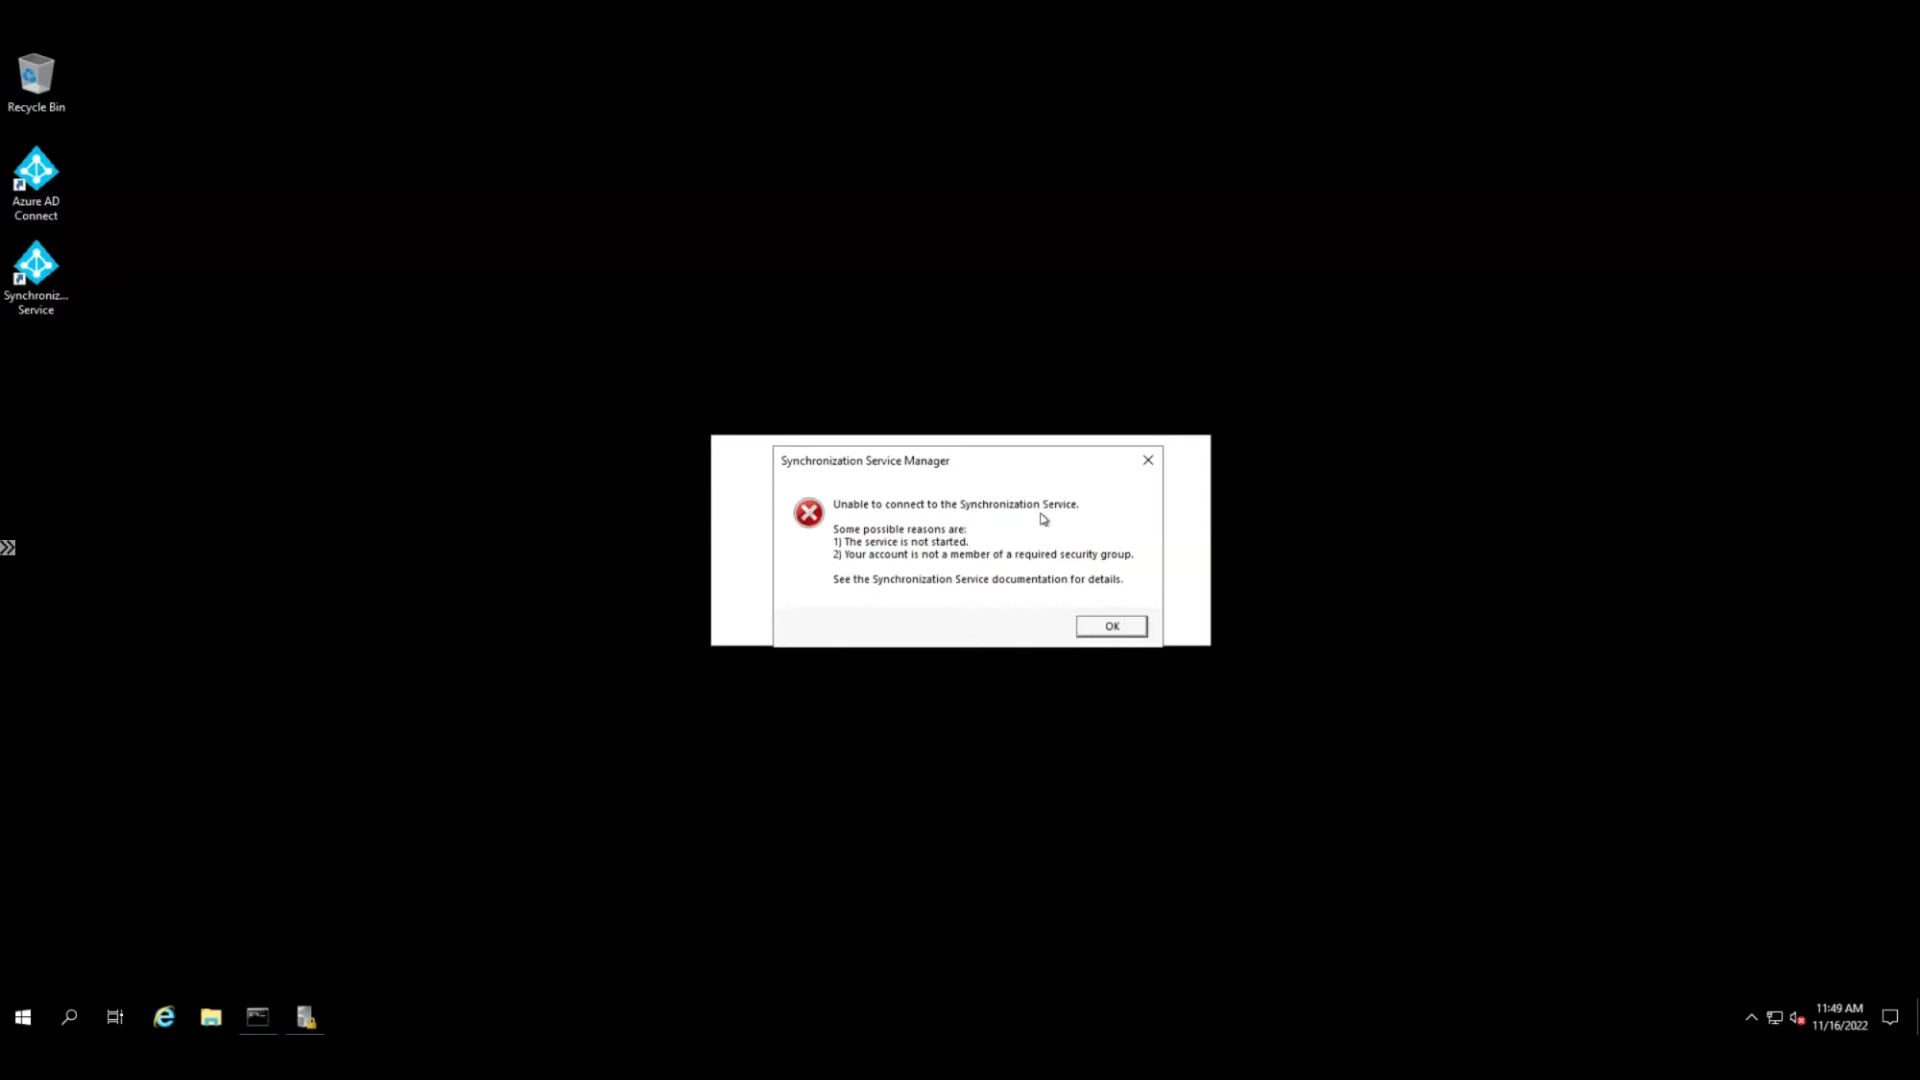 Recycle Bin
Azure AD
Connect
Synchroniz...
Service
Synchronization Service Manager
Unable to connect to the Synchronization Service.
Some possible reasons are:
1) The service is not started.
2) Your account is not a member of a required security group.
See the Synchronization Service documentation for details.
OK
11:49 AM
11/16/2022